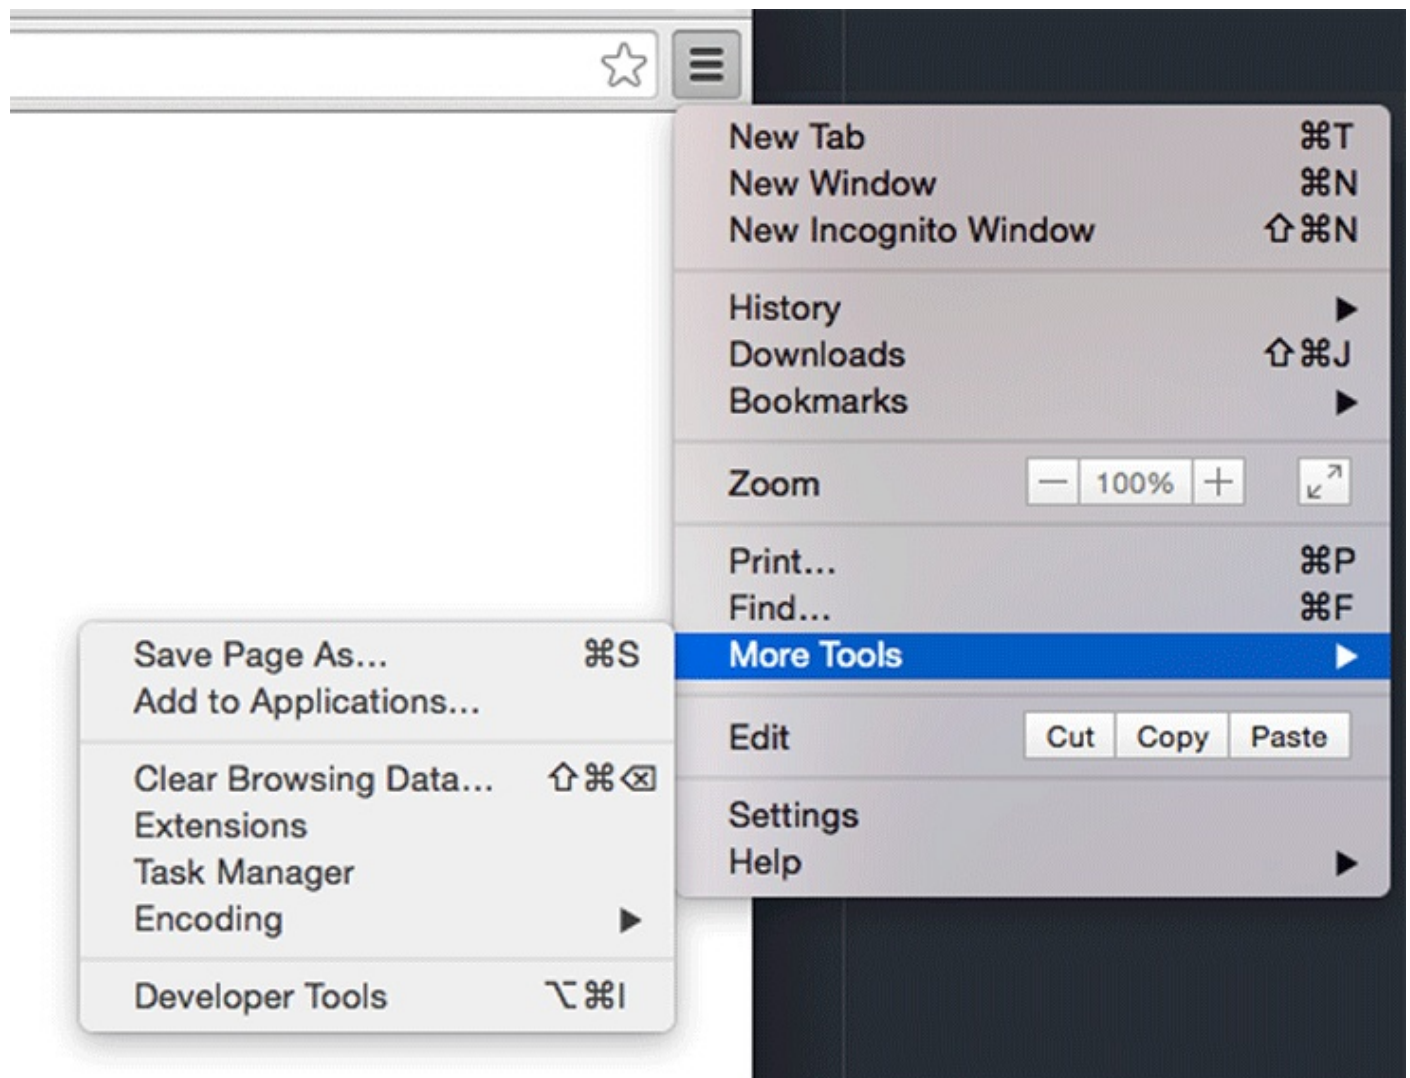 New Tab ⌘T
New Window ⌘N
New Incognito Window ⇧⌘N
History ▶
Downloads ⇧⌘J
Bookmarks ▶
Zoom — 100% +
Print... ⌘P
Find... ⌘F
More Tools ▶
Edit Cut Copy Paste
Settings
Help ▶
Save Page As... ⌘S
Add to Applications...
Clear Browsing Data... ⇧⌘⌫
Extensions
Task Manager
Encoding ▶
Developer Tools ⌥⌘I